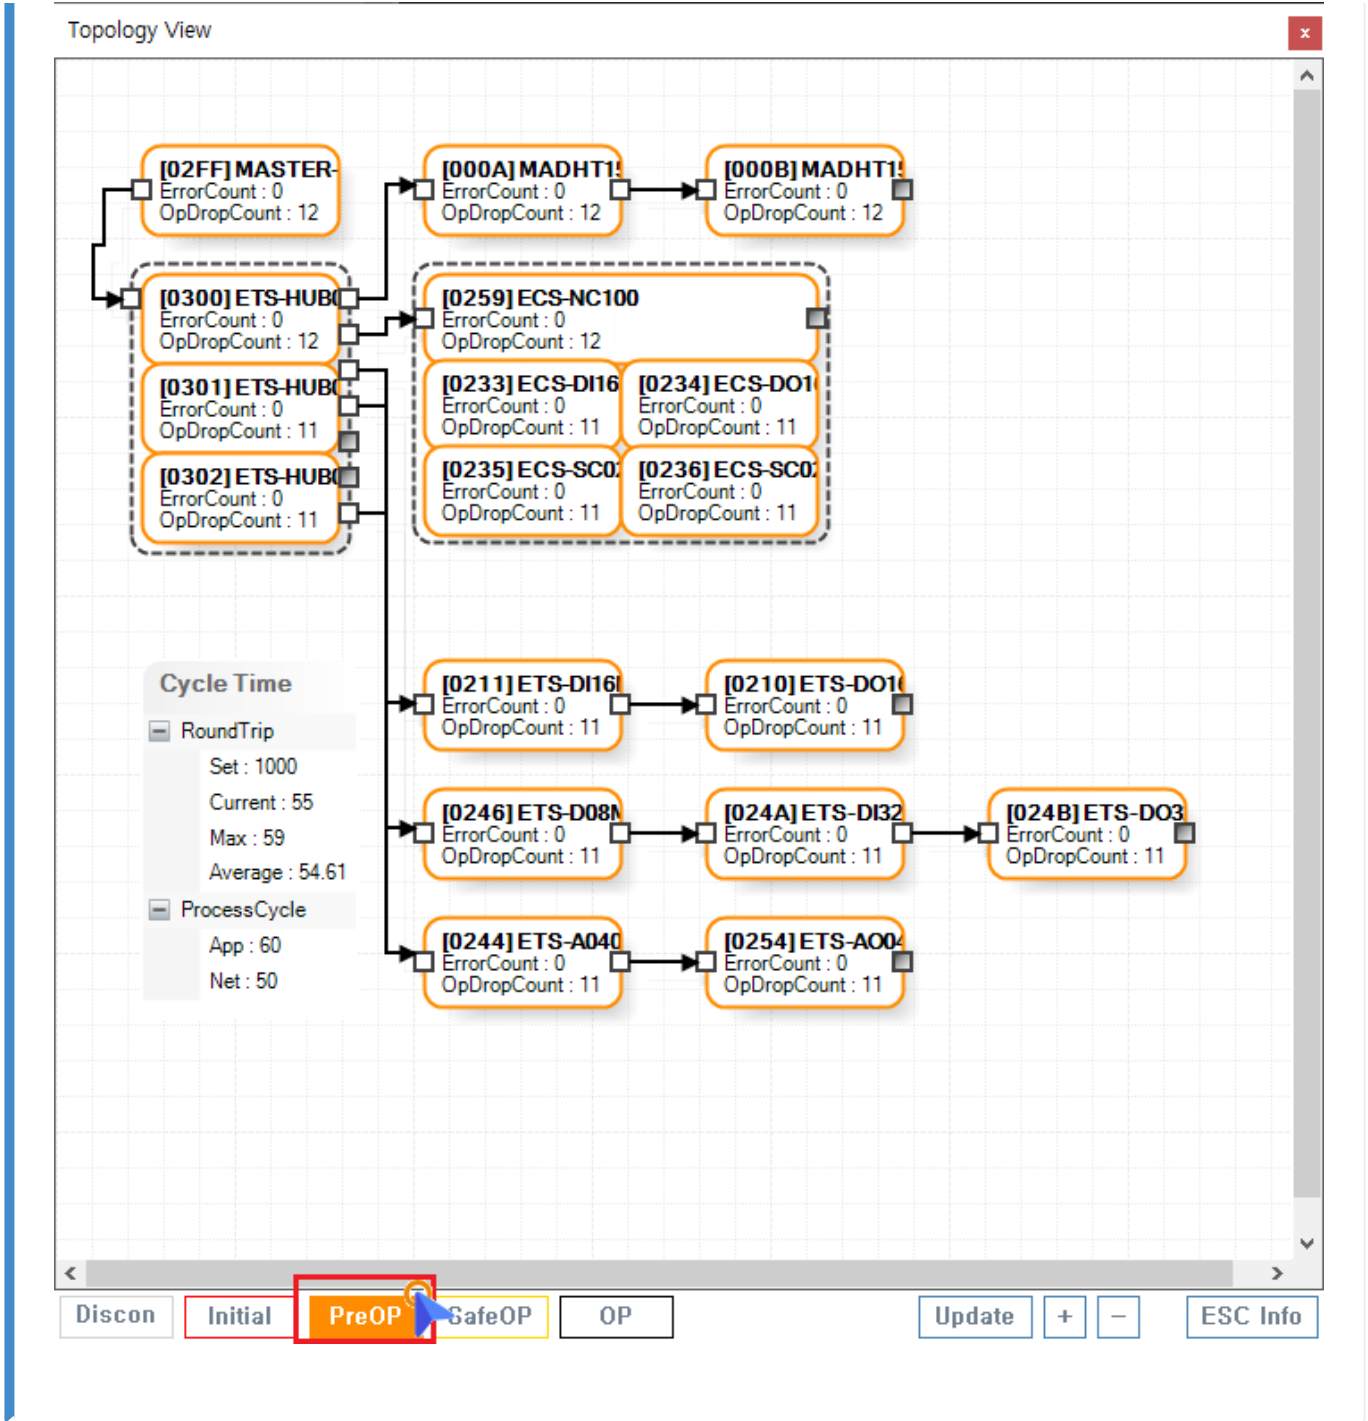 Topology View
x
[02FF] MASTER-
ErrorCount : 0
OpDropCount : 12
[000A] MADHT1
ErrorCount : 0
OpDropCount : 12
[000B] MADHT1
ErrorCount : 0
OpDropCount : 12
[0300] ETS-HUB
ErrorCount : 0
OpDropCount : 12
[0301] ETS-HUB
ErrorCount : 0
OpDropCount : 11
[0302] ETS-HUB
ErrorCount : 0
OpDropCount : 11
[0259] ECS-NC100
ErrorCount : 0
OpDropCount : 12
[0233] ECS-DI16
ErrorCount : 0
OpDropCount : 11
[0234] ECS-DO1
ErrorCount : 0
OpDropCount : 11
[0235] ECS-SC0
ErrorCount : 0
OpDropCount : 11
[0236] ECS-SC0
ErrorCount : 0
OpDropCount : 11
[0211] ETS-DI16
ErrorCount : 0
OpDropCount : 11
[0210] ETS-DO1
ErrorCount : 0
OpDropCount : 11
[0246] ETS-D08
ErrorCount : 0
OpDropCount : 11
[024A] ETS-DI32
ErrorCount : 0
OpDropCount : 11
[024B] ETS-DO3
ErrorCount : 0
OpDropCount : 11
[0244] ETS-A040
ErrorCount : 0
OpDropCount : 11
[0254] ETS-AO0
ErrorCount : 0
OpDropCount : 11
Cycle Time
RoundTrip
Set : 1000
Current : 55
Max : 59
Average : 54.61
ProcessCycle
App : 60
Net : 50
Discon
Initial
PreOP
SafeOP
OP
Update
+
−
ESC Info